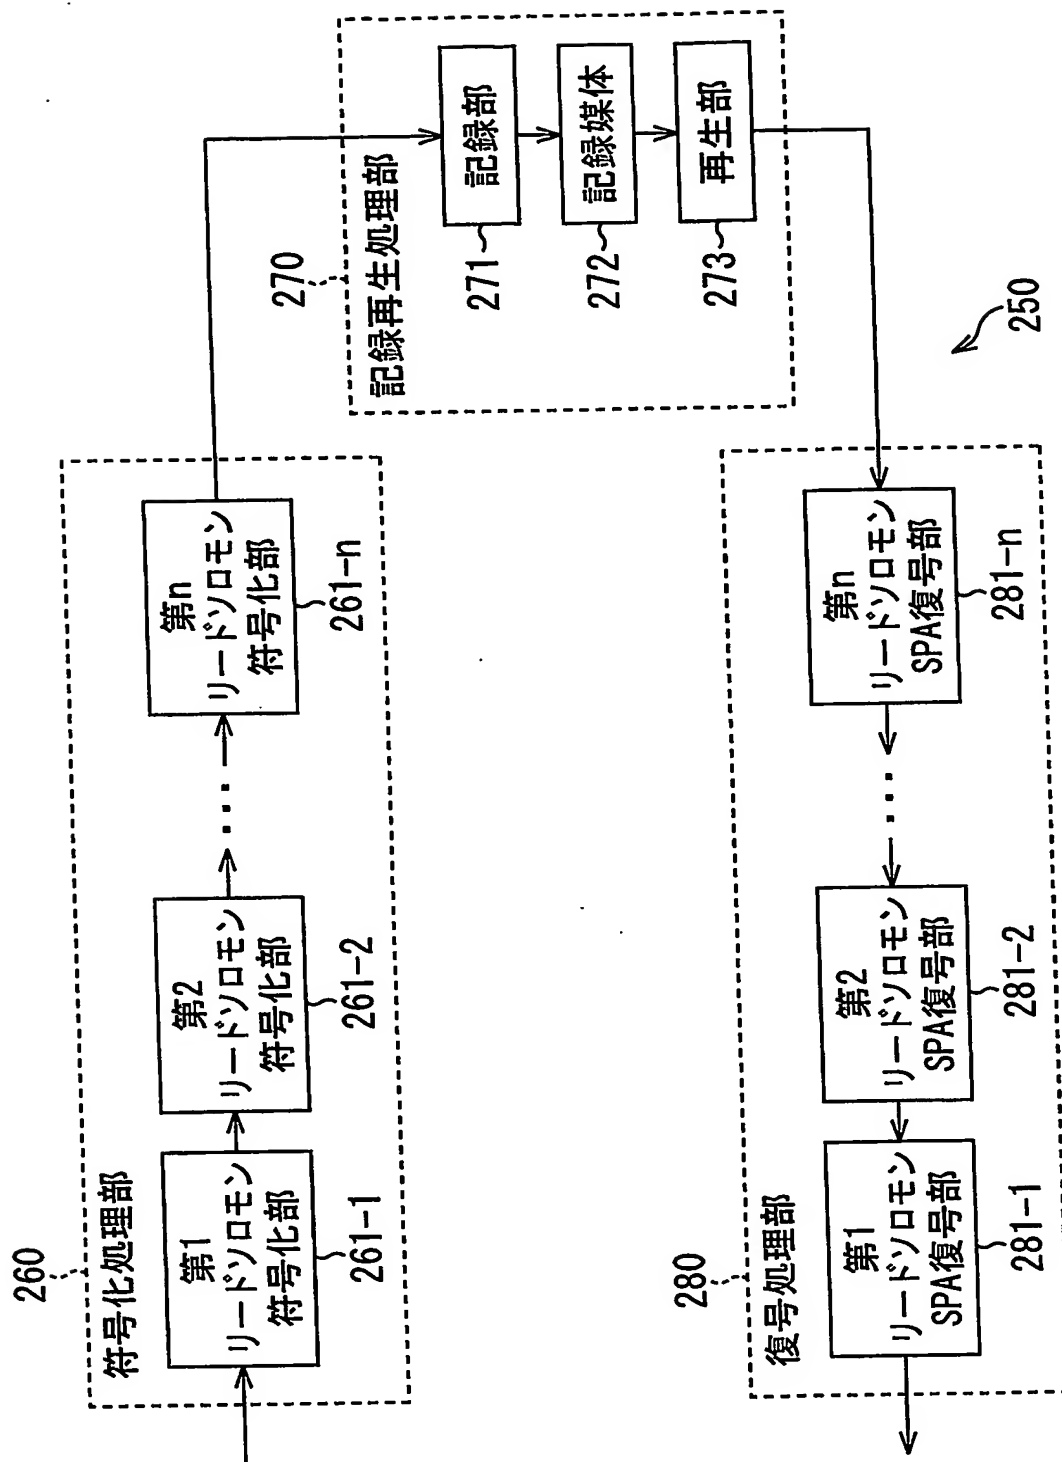 260
符号化処理部
第1
リードソロモン
符号化部
261-1
第2
リードソロモン
符号化部
261-2
第n
リードソロモン
符号化部
261-n
270
記録再生処理部
記録部
271
記録媒体
272
再生部
273
250
280
復号処理部
第1
リードソロモン
SPA復号部
281-1
第2
リードソロモン
SPA復号部
281-2
第n
リードソロモン
SPA復号部
281-n